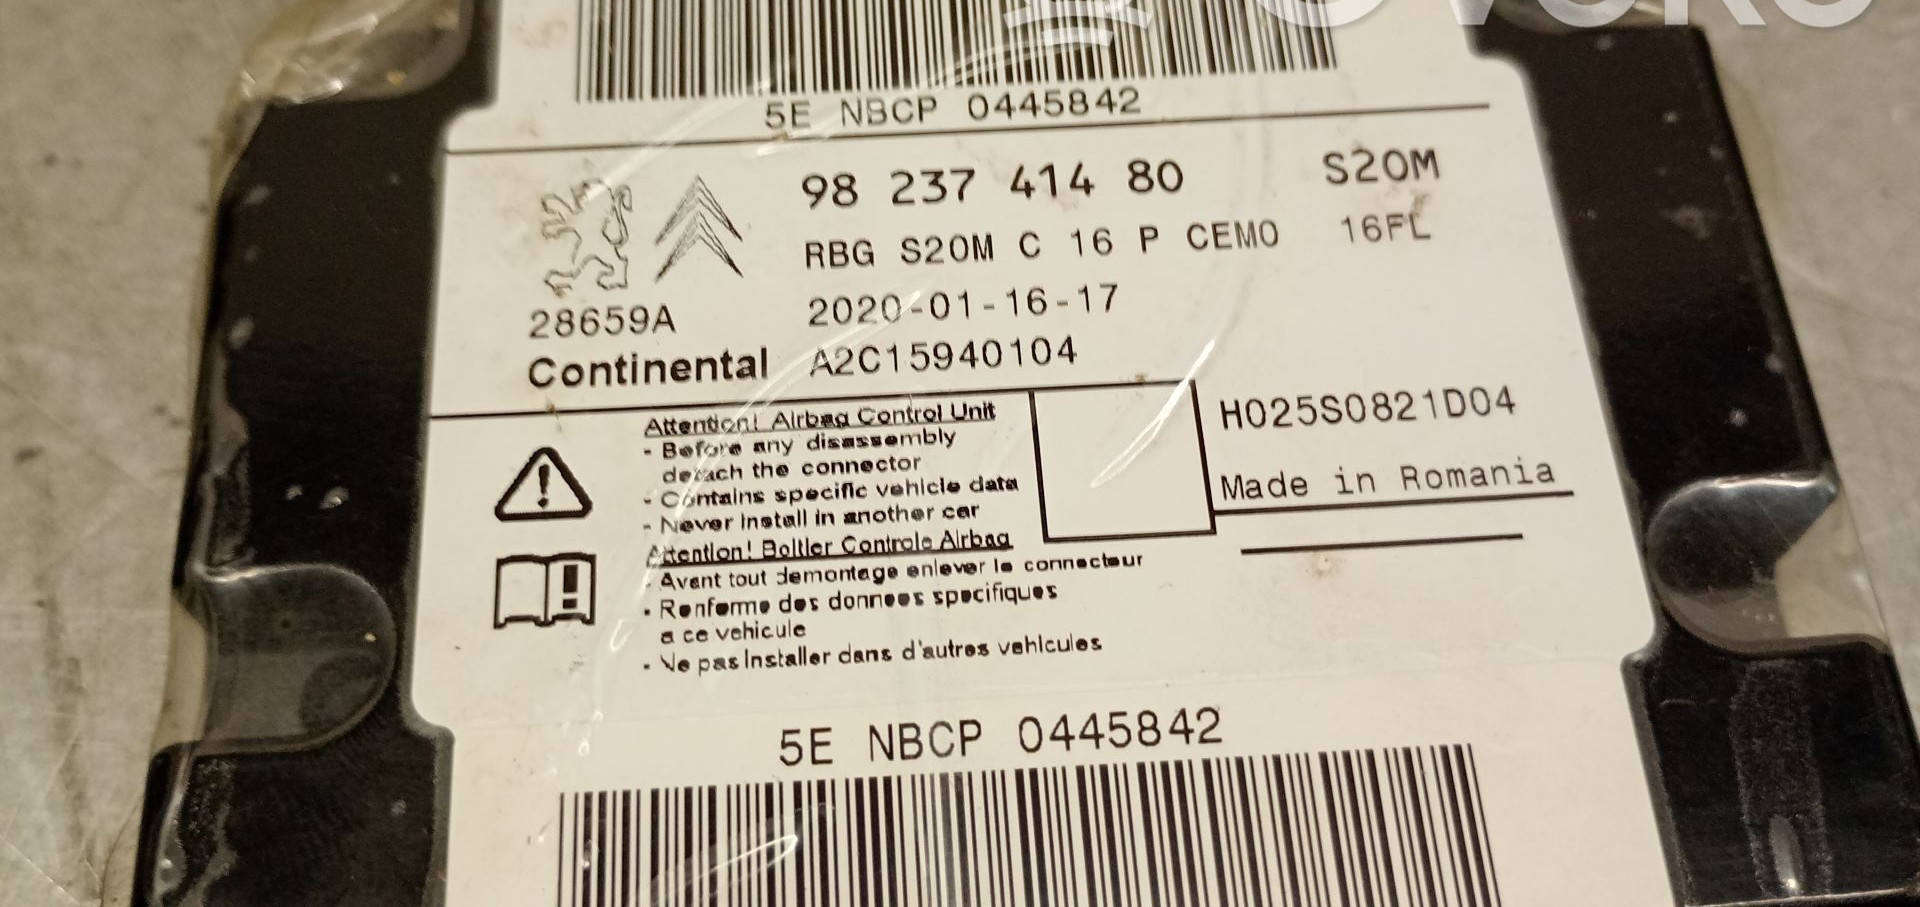 5E NBCP 0445842
98 237 414 80 S20M
RBG S20M C 16 P CEMO 16FL
28659A 2020-01-16-17
Continental A2C15940104
Attention! Airbag Control Unit
- Before any disassembly
detach the connector
- Contains specific vehicle data
- Never Install in another car
H025S0821D04
Made in Romania
Attention! Boitier Controle Airbag
- Avant tout demontage enlever le connecteur
- Renferme des donnees specifiques
a ce vehicule
- Ne pas Installer dans d'autres vehicules
5E NBCP 0445842